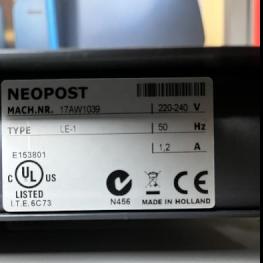 NEOPOST
MACH.NR. 17AW1039 220-240 V
TYPE LE-1 50 Hz
1,2 A
E153801
C UL US
LISTED
I.T.E. 6C73
N456 MADE IN HOLLAND
CE